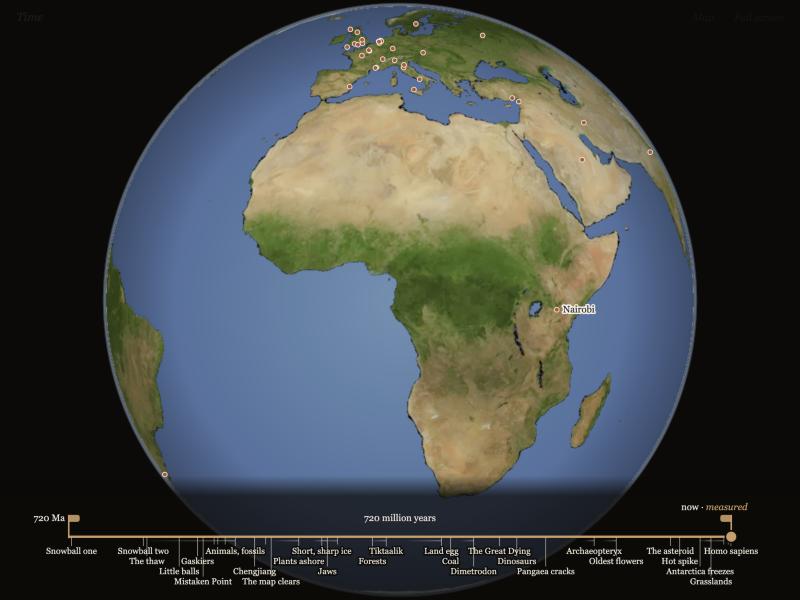 Time
Map
Full screen
Nairobi
now · measured
720 Ma
720 million years
Snowball one
Snowball two
Animals, fossils
Short, sharp ice
Tiktaalik
Land egg
The Great Dying
Archaeopteryx
The asteroid
Homo sapiens
The thaw
Gaskiers
Plants ashore
Forests
Coal
Dinosaurs
Oldest flowers
Hot spike
Little balls
Chengjiang
Jaws
Dimetrodon
Pangaea cracks
Antarctica freezes
Mistaken Point
The map clears
Grasslands